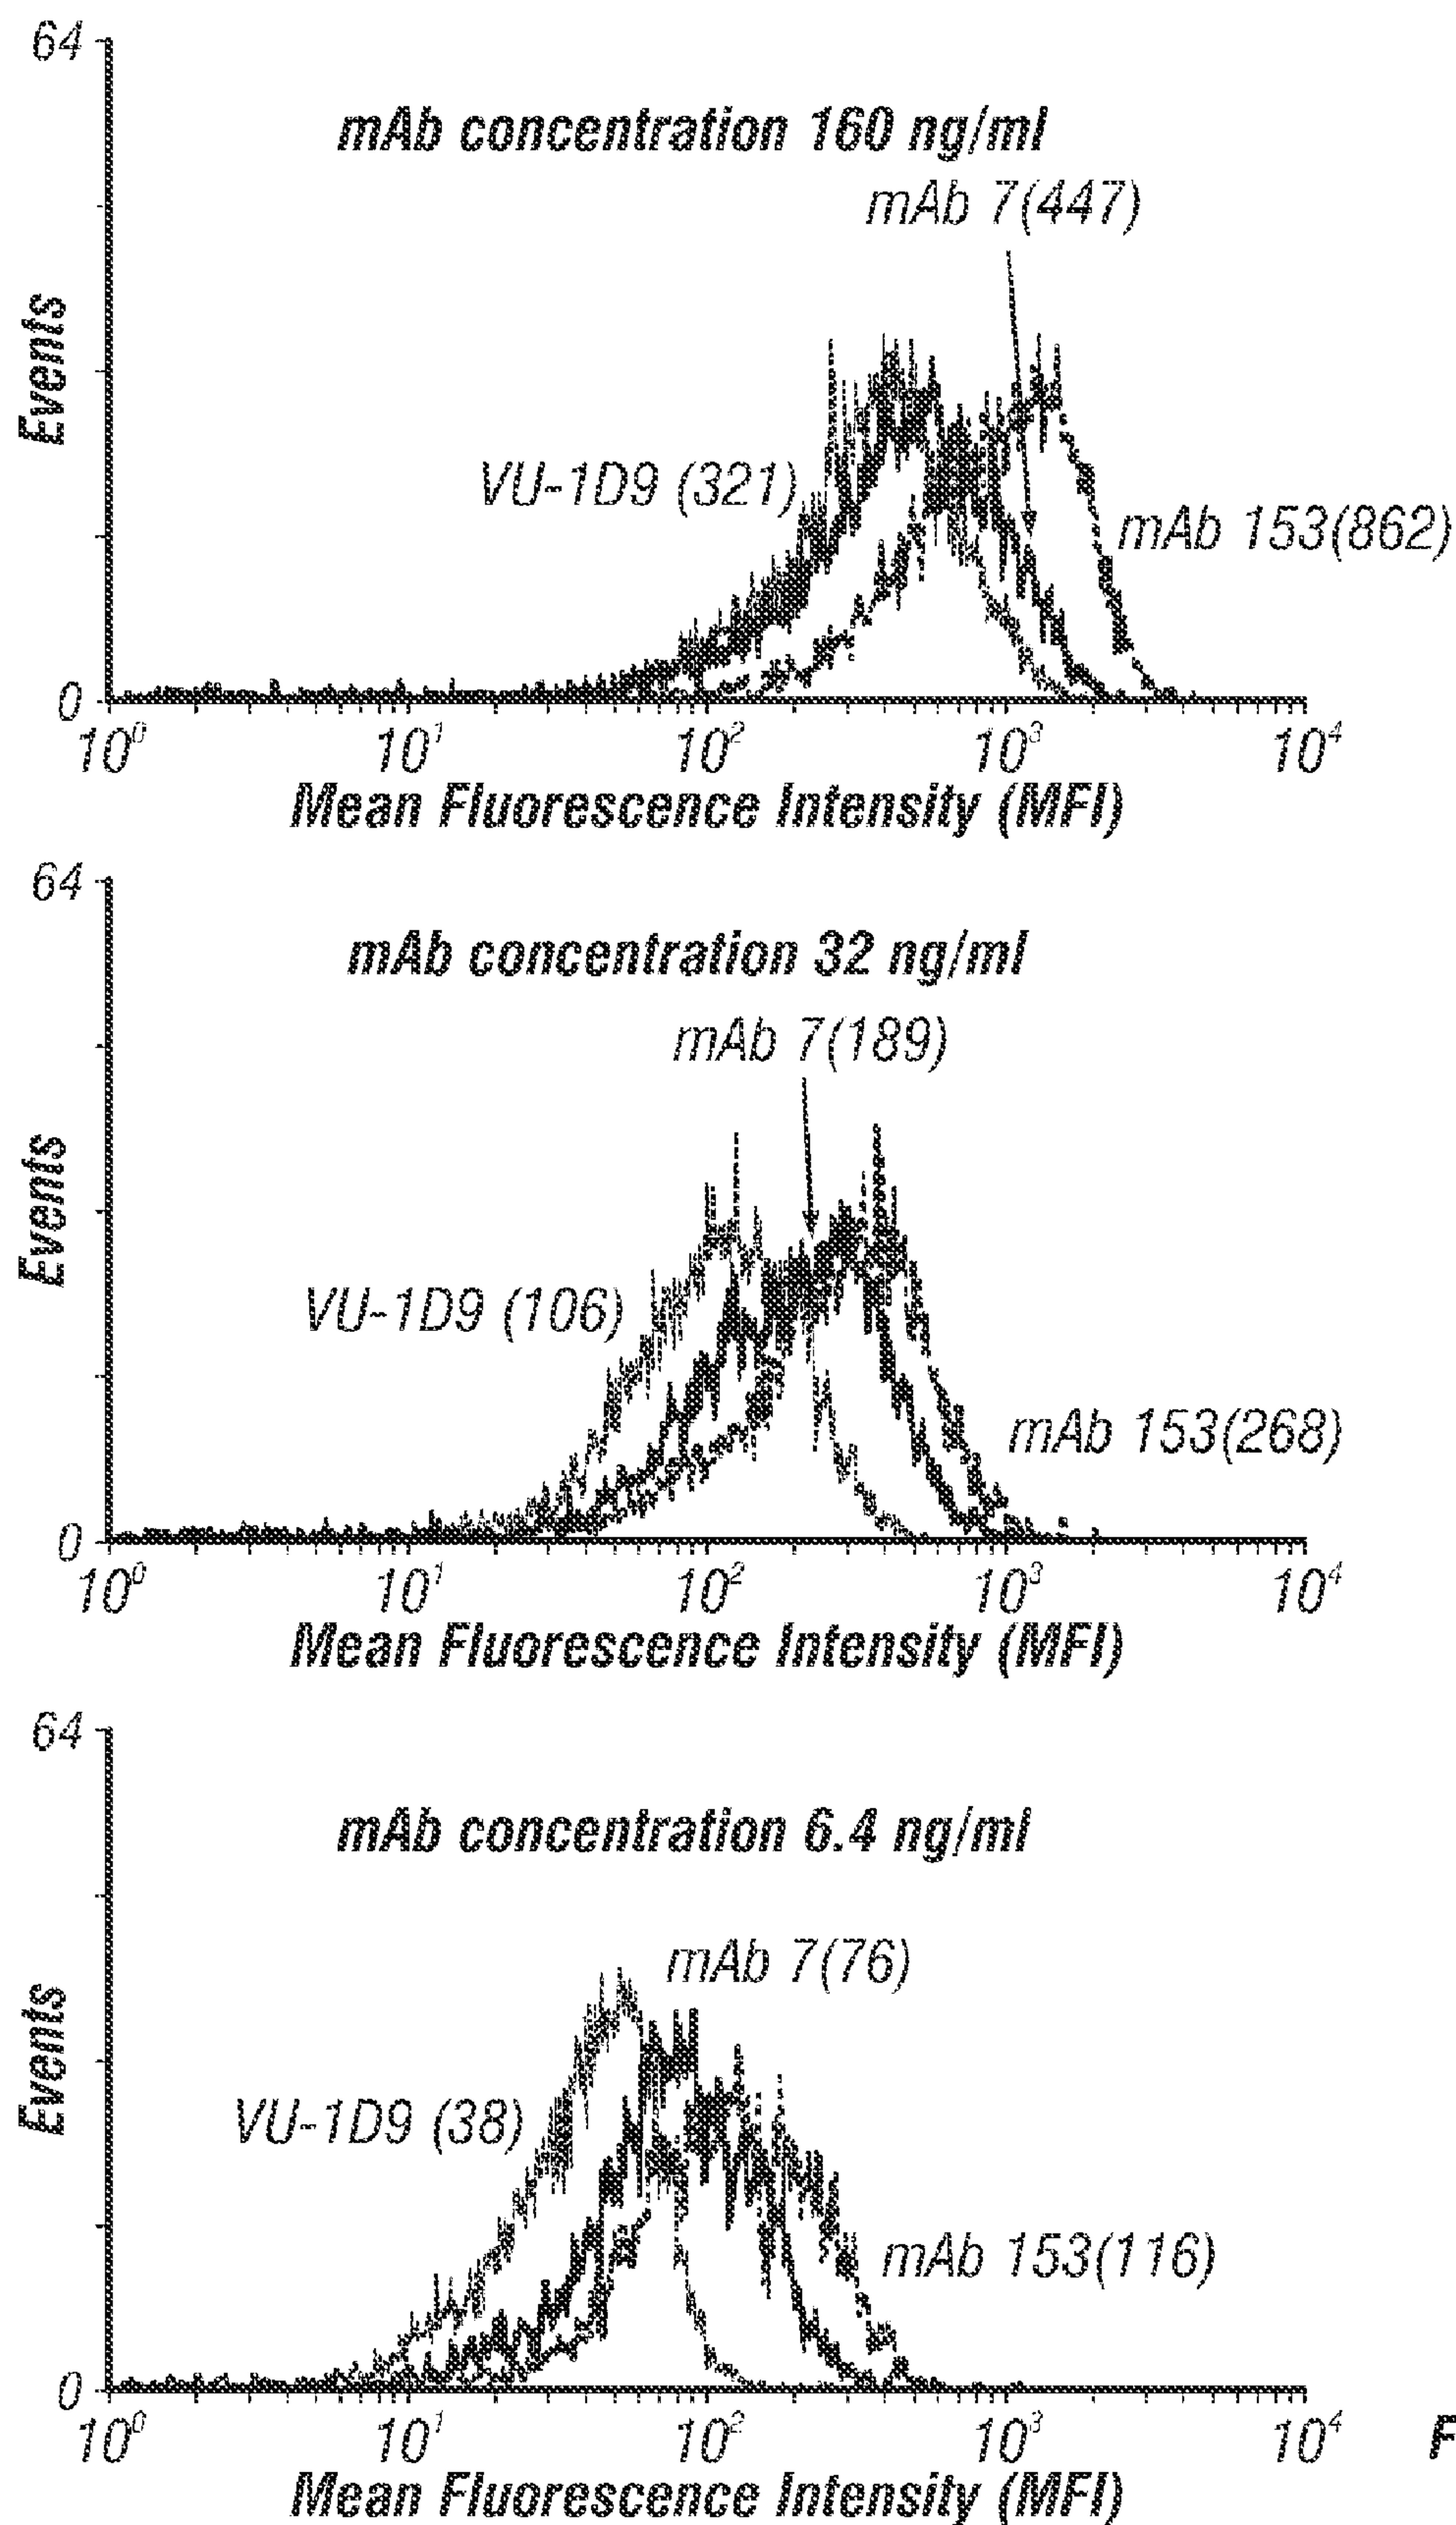 64
mAb concentration 160 ng/ml
mAb 7(447)
Events
VU-1D9 (321)
mAb 153(862)
0
10⁰ 10¹ 10² 10³ 10⁴
Mean Fluorescence Intensity (MFI)
64
mAb concentration 32 ng/ml
mAb 7(189)
Events
VU-1D9 (106)
mAb 153(268)
0
10⁰ 10¹ 10² 10³ 10⁴
Mean Fluorescence Intensity (MFI)
64
mAb concentration 6.4 ng/ml
mAb 7(76)
Events
VU-1D9 (38)
mAb 153(116)
0
10⁰ 10¹ 10² 10³ 10⁴
Mean Fluorescence Intensity (MFI)